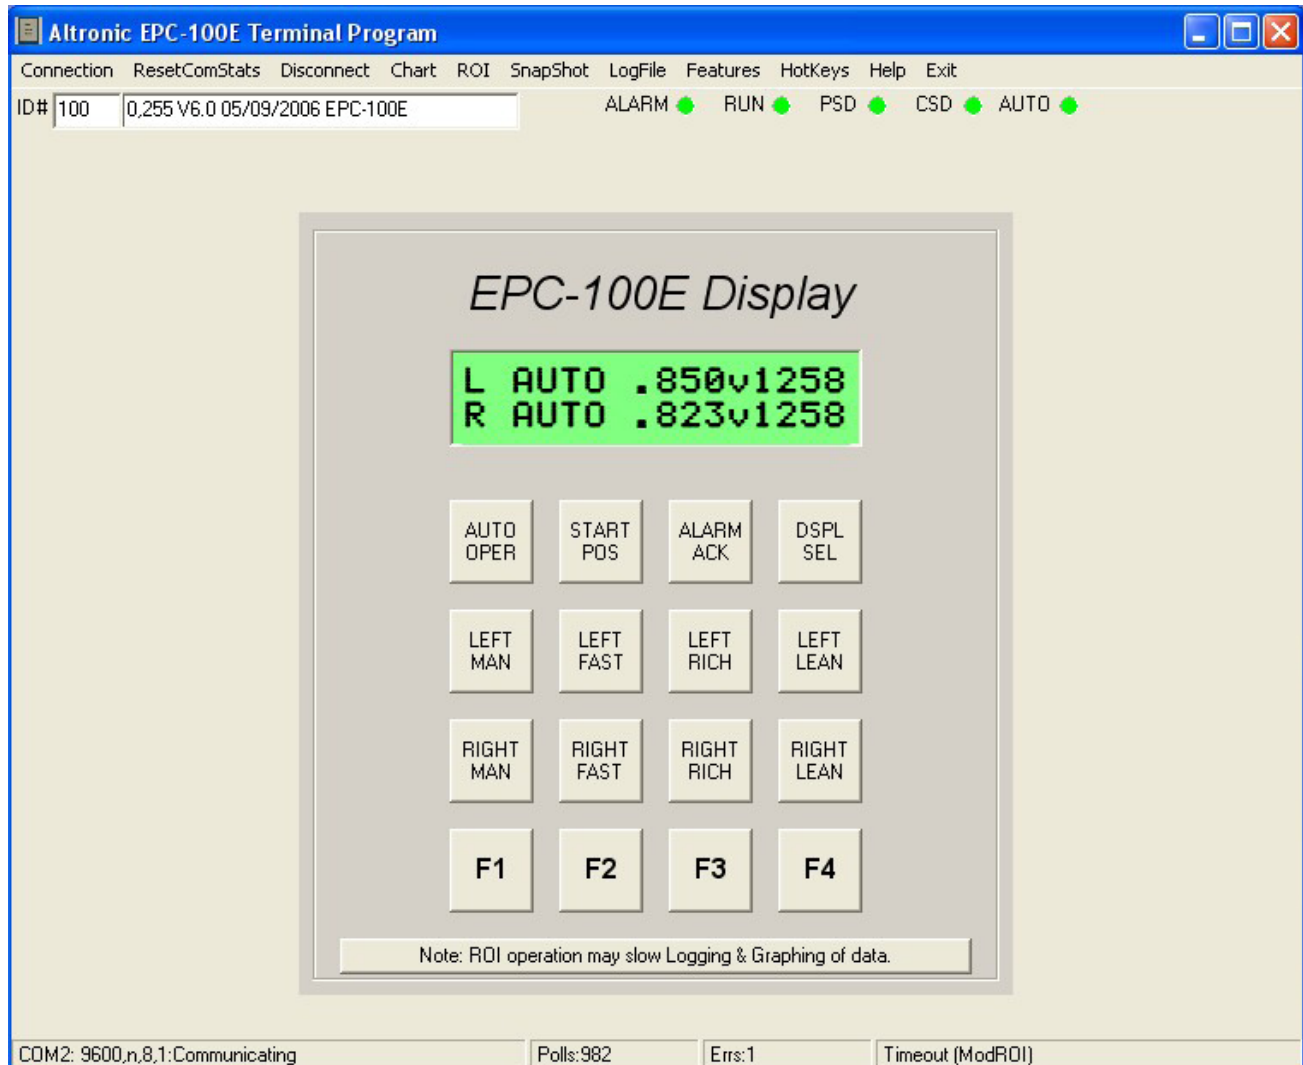 Altronic EPC-100E Terminal Program
Connection ResetComStats Disconnect Chart ROI SnapShot LogFile Features HotKeys Help Exit
ID# 100 0,255 V6.0 05/09/2006 EPC-100E ALARM RUN PSD CSD AUTO
EPC-100E Display
L AUTO .850v1258
R AUTO .823v1258
AUTO START ALARM DSPL
OPER POS ACK SEL
LEFT LEFT LEFT LEFT
MAN FAST RICH LEAN
RIGHT RIGHT RIGHT RIGHT
MAN FAST RICH LEAN
F1 F2 F3 F4
Note: ROI operation may slow Logging & Graphing of data.
COM2: 9600,n,8,1:Communicating Polls:982 Errs:1 Timeout (ModROI)